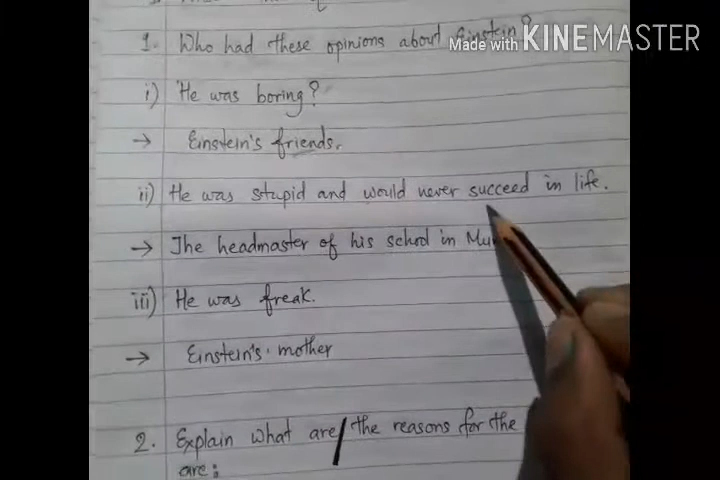 1. Who had these opinions about Einstein?
Made with KINEMASTER
i) He was boring?
→ Einstein's friends.
ii) He was stupid and would never succeed in life.
→ The headmaster of his school in
iii) He was freak.
→ Einstein's mother
2. Explain what are the reasons for the
are: